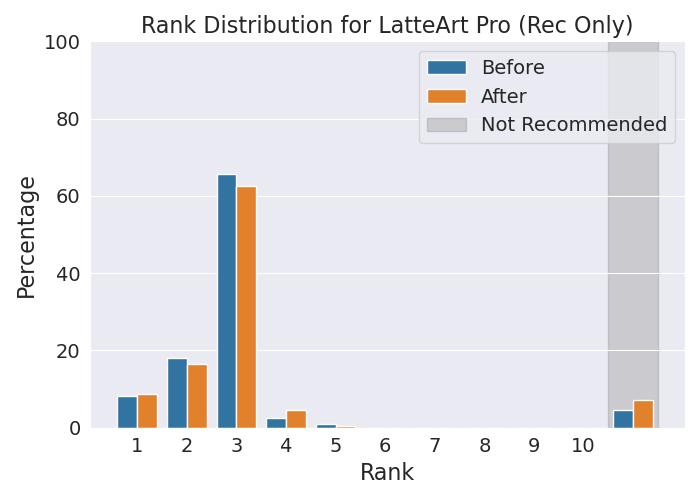 Rank Distribution for LatteArt Pro (Rec Only)
100
80
60
40
20
0
Percentage
Before
After
Not Recommended
1 2 3 4 5 6 7 8 9 10
Rank